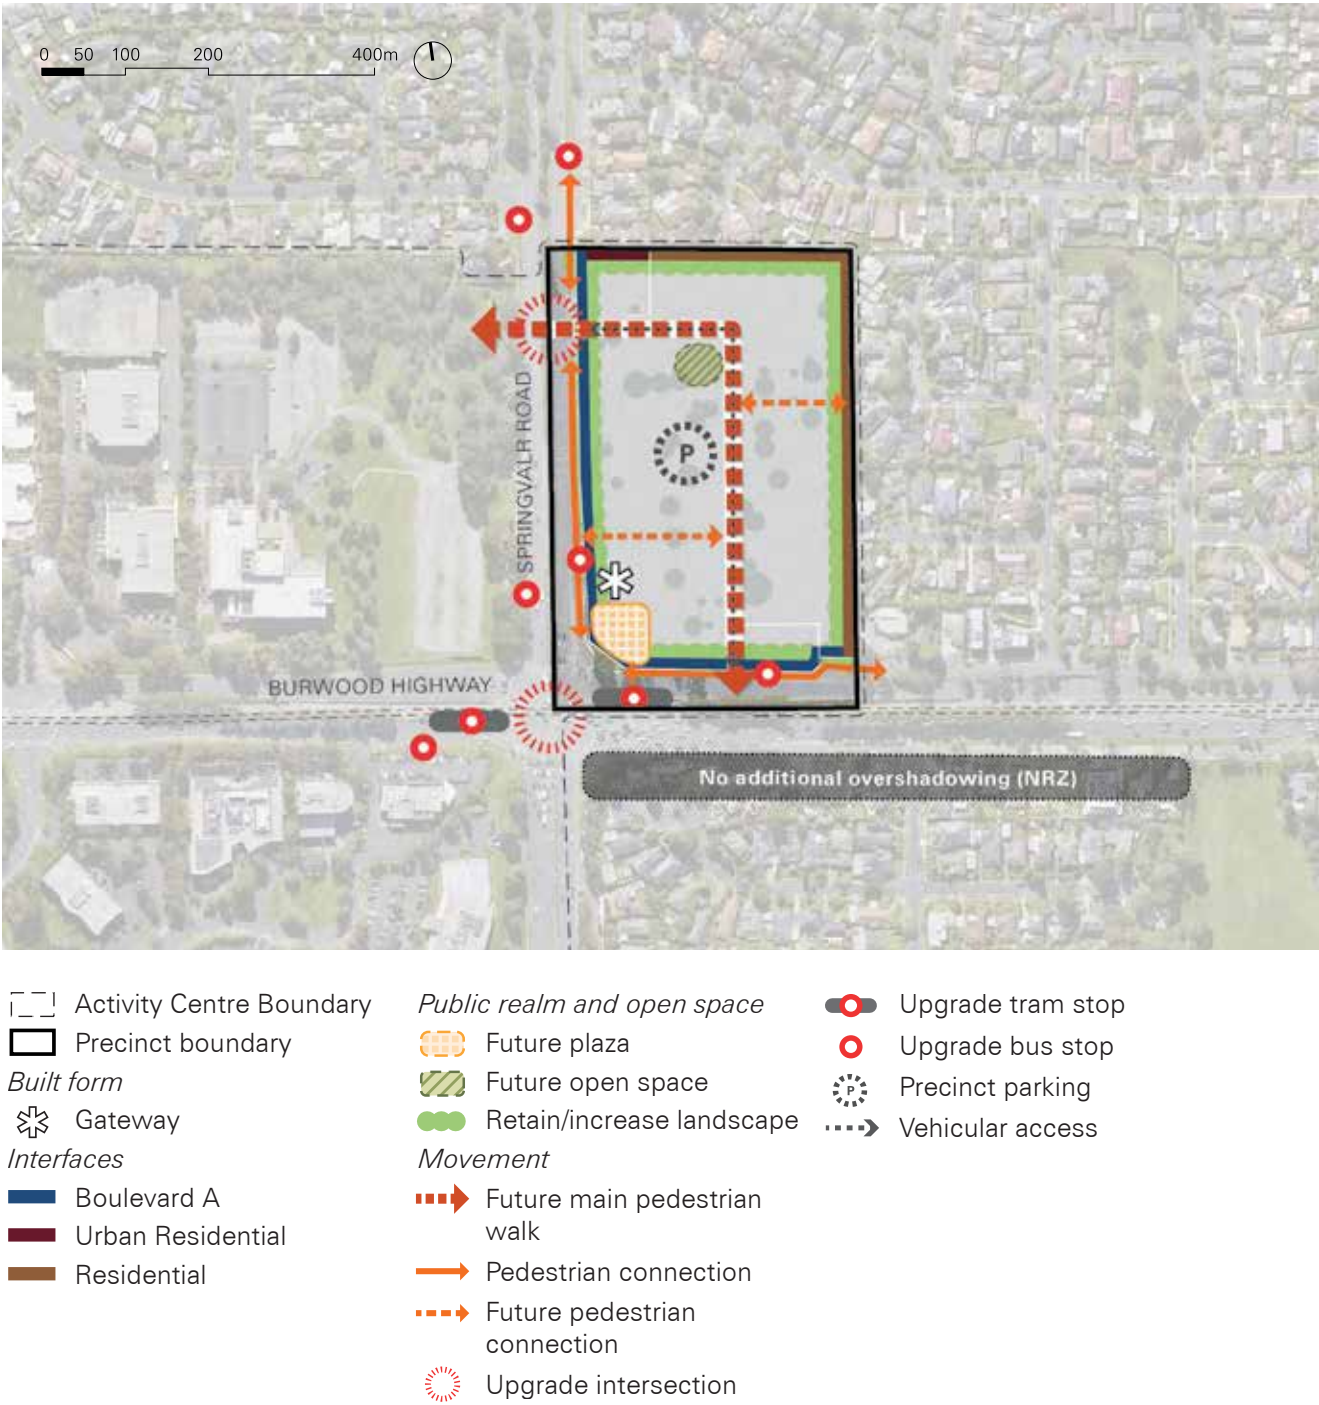 0 50 100 200 400m
SPRINGVALR ROAD
P
BURWOOD HIGHWAY
No additional overshadowing (NRZ)
Activity Centre Boundary
Precinct boundary
Built form
Gateway
Interfaces
Boulevard A
Urban Residential
Residential
Public realm and open space
Future plaza
Future open space
Retain/increase landscape
Movement
Future main pedestrian
walk
Pedestrian connection
Future pedestrian
connection
Upgrade intersection
Upgrade tram stop
Upgrade bus stop
P
Precinct parking
Vehicular access